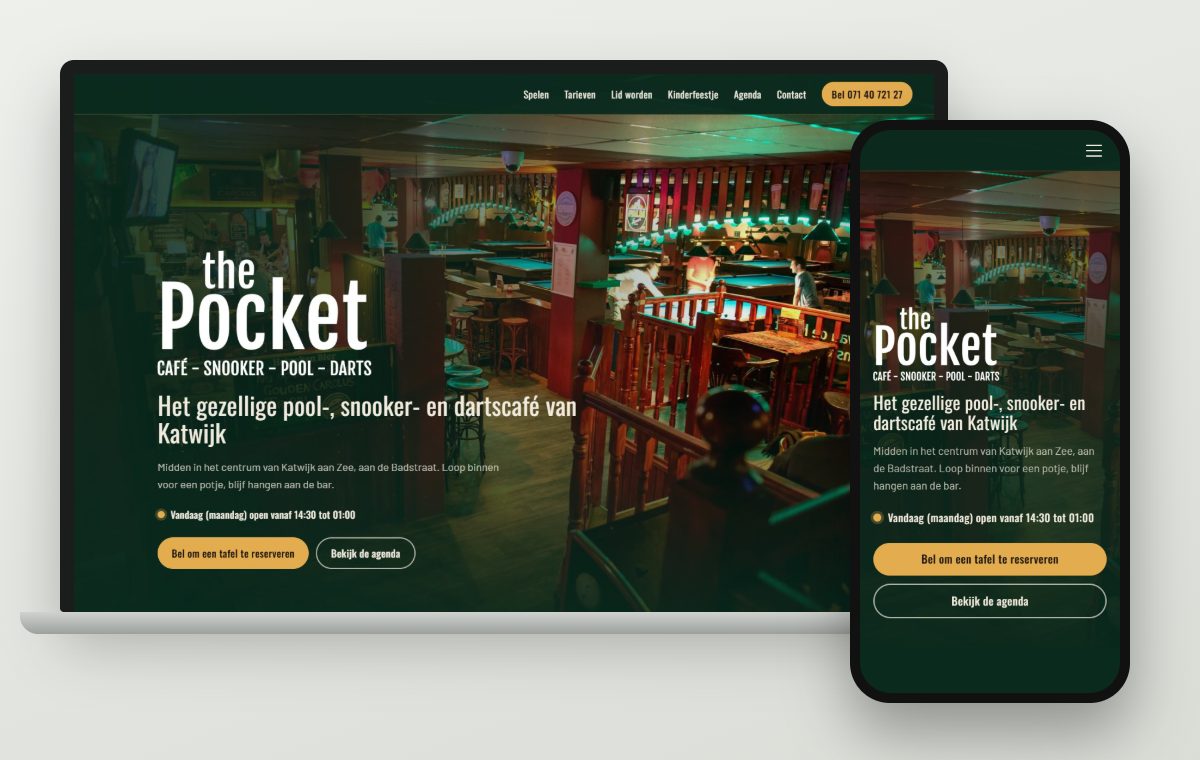 Spelen Tarieven Lid worden Kinderfeestje Agenda Contact Bel 071 40 721 27
the
Pocket
CAFÉ – SNOOKER – POOL – DARTS
Het gezellige pool-, snooker- en dartscafé van
Katwijk
Midden in het centrum van Katwijk aan Zee, aan de Badstraat. Loop binnen
voor een potje, blijf hangen aan de bar.
Vandaag (maandag) open vanaf 14:30 tot 01:00
Bel om een tafel te reserveren
Bekijk de agenda
the
Pocket
CAFÉ – SNOOKER – POOL – DARTS
Het gezellige pool-, snooker- en
dartscafé van Katwijk
Midden in het centrum van Katwijk aan Zee, aan
de Badstraat. Loop binnen voor een potje, blijf
hangen aan de bar.
Vandaag (maandag) open vanaf 14:30 tot 01:00
Bel om een tafel te reserveren
Bekijk de agenda